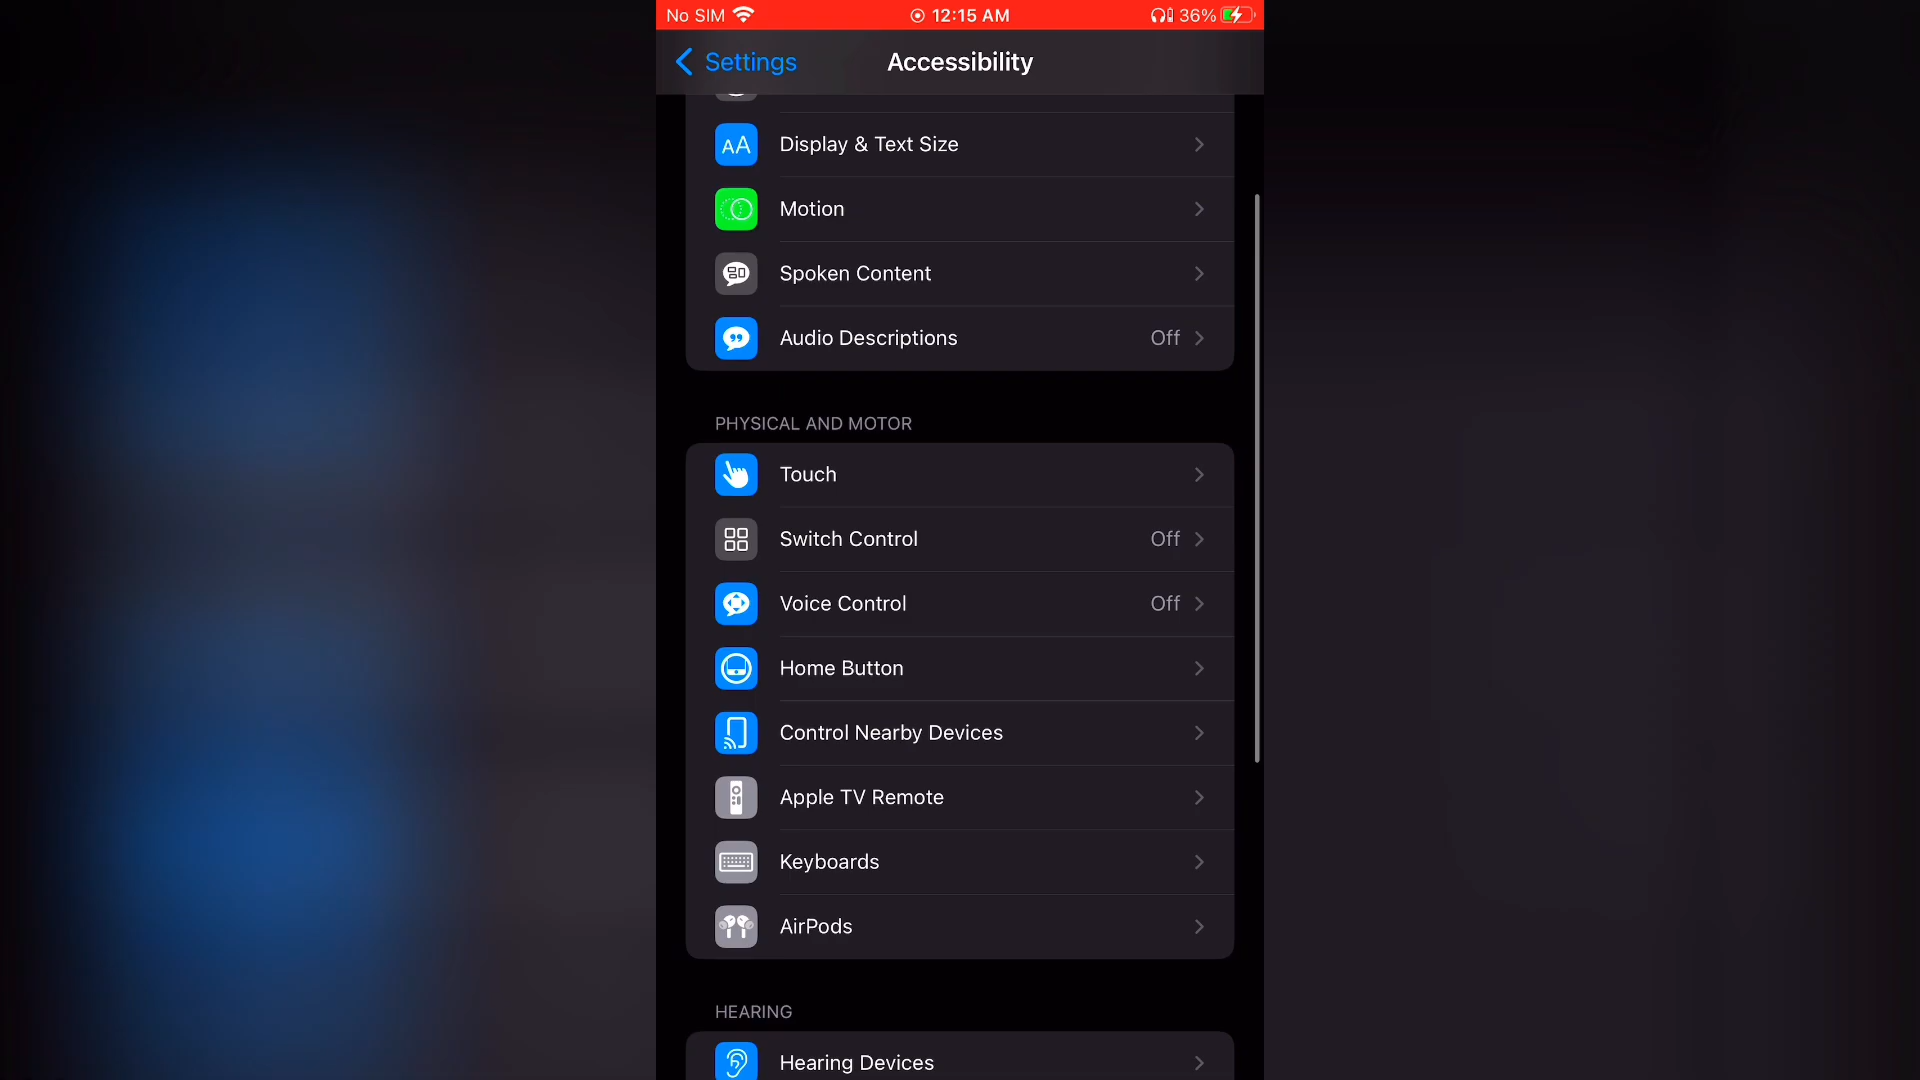 No SIM 12:15 AM 36%
Settings Accessibility
AA Display & Text Size
Motion
Spoken Content
Audio Descriptions Off
PHYSICAL AND MOTOR
Touch
Switch Control Off
Voice Control Off
Home Button
Control Nearby Devices
Apple TV Remote
Keyboards
AirPods
HEARING
Hearing Devices